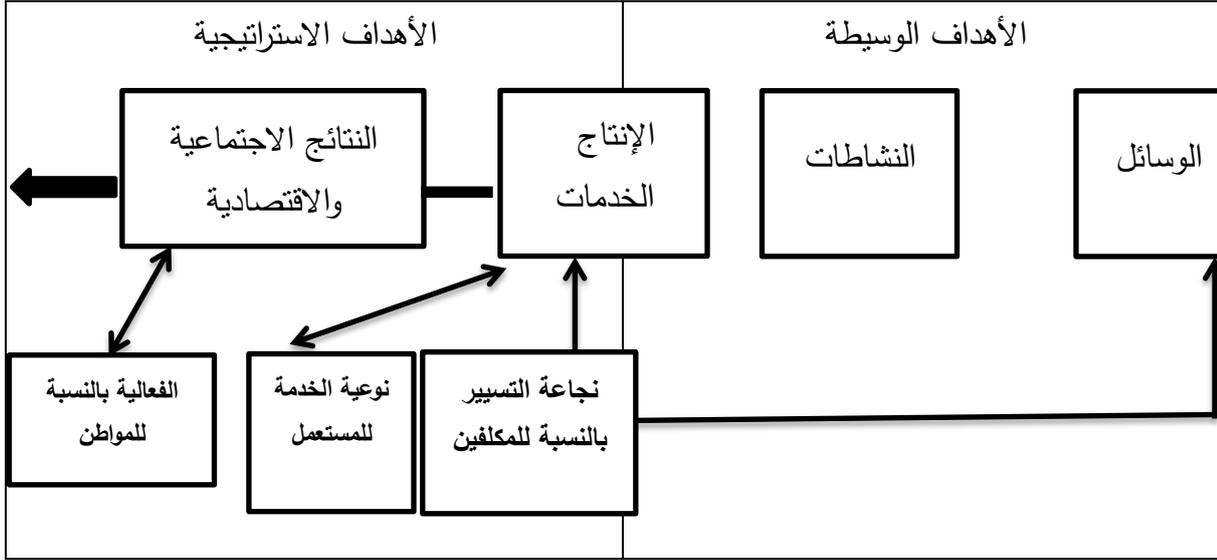 الأهداف الوسيطة
الأهداف الاستراتيجية
الوسائل
النشاطات
الإنتاج
الخدمات
النتائج الاجتماعية
والاقتصادية
نجاعة التسيير
بالنسبة للمكلفين
نوعية الخدمة
للمستعمل
الفعالية بالنسبة
للمواطن